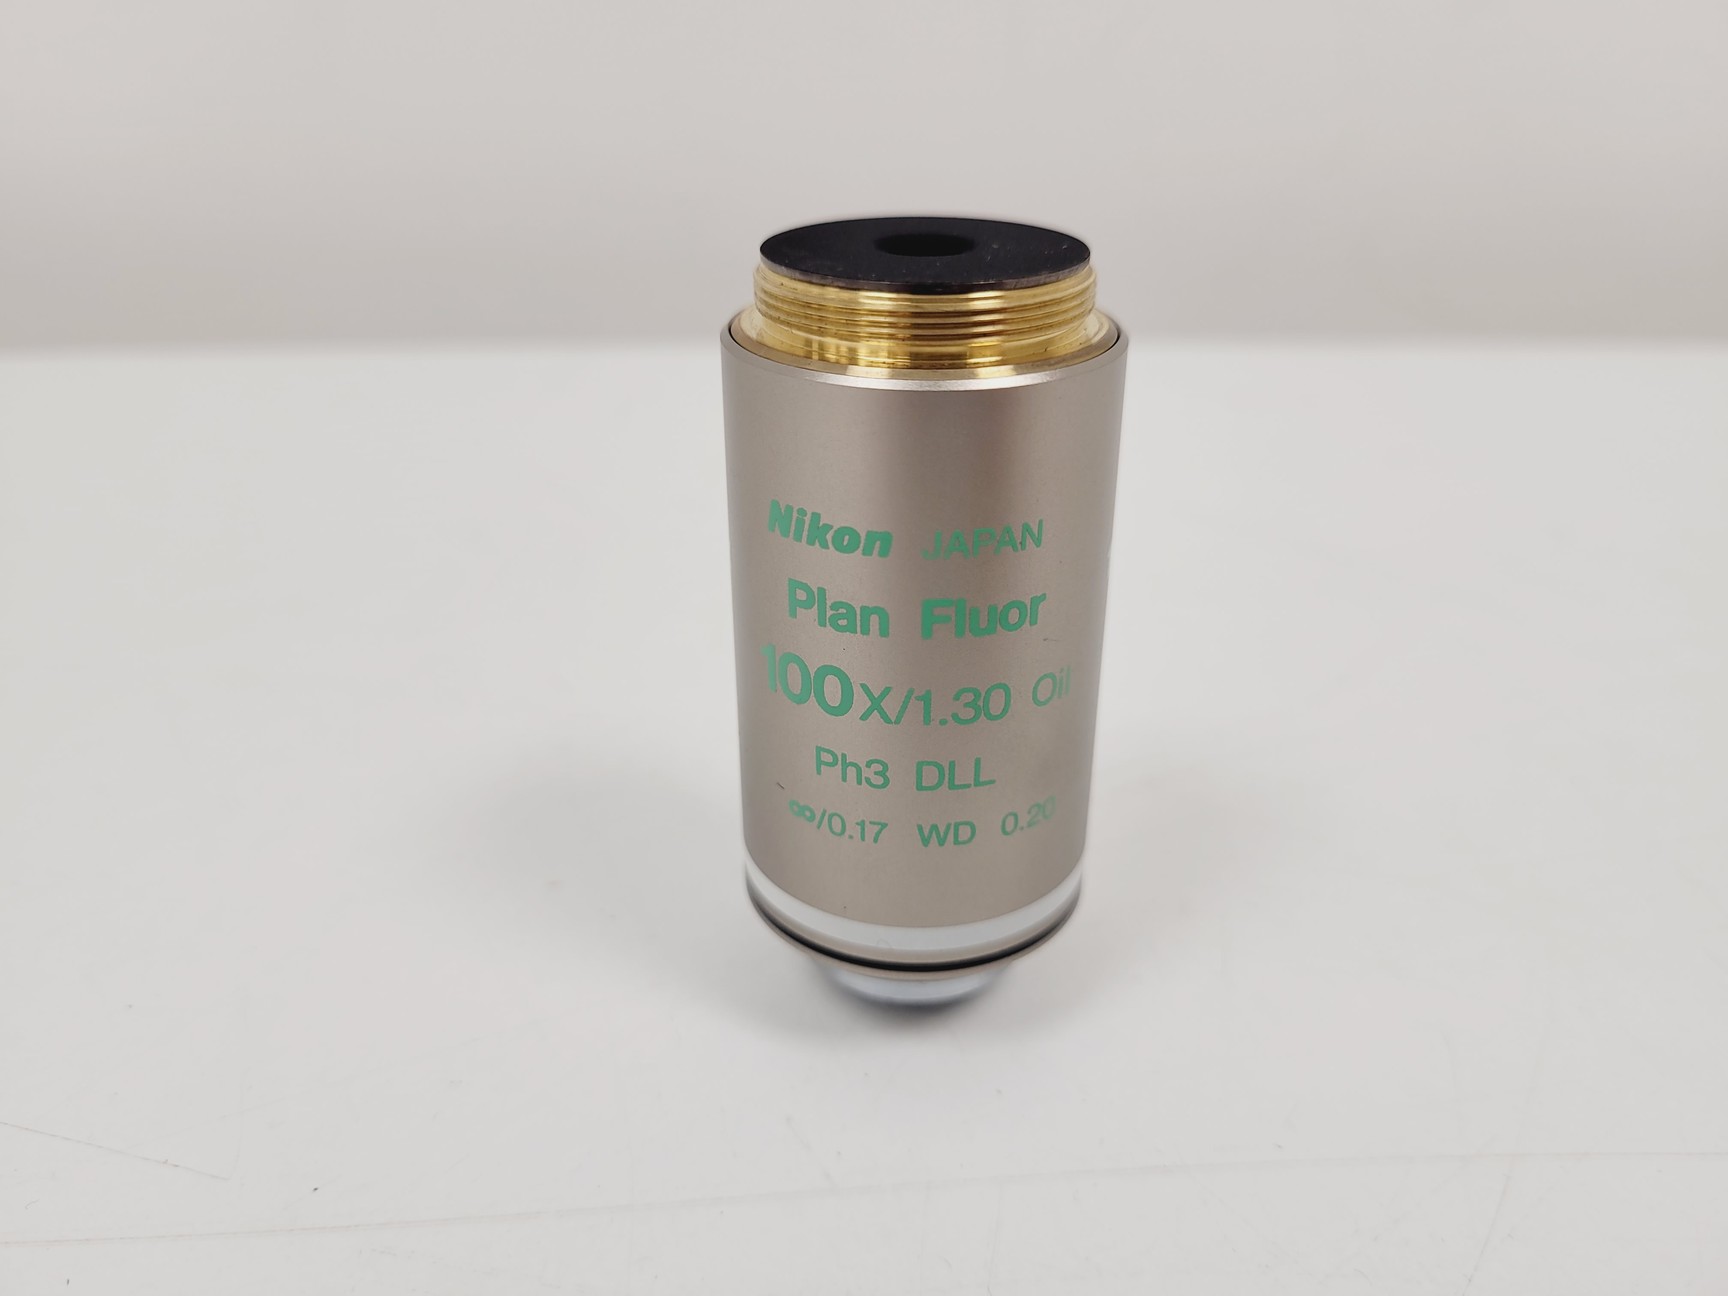 Nikon JAPAN
Plan Fluor
100X/1.30 Oil
Ph3 DLL
∞/0.17 WD 0.20